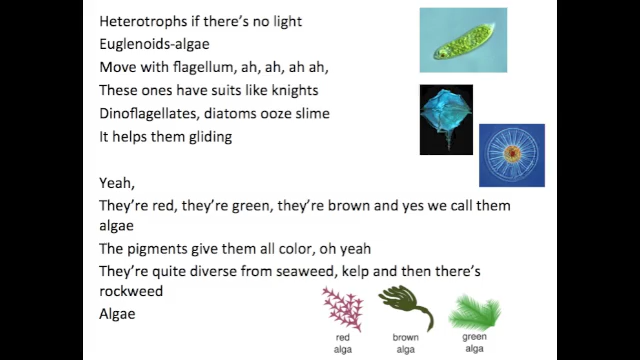 Heterotrophs if there's no light
Euglenoids-algae
Move with flagellum, ah, ah, ah ah,
These ones have suits like knights
Dinoflagellates, diatoms ooze slime
It helps them gliding
Yeah,
They're red, they're green, they're brown and yes we call them
algae
The pigments give them all color, oh yeah
They're quite diverse from seaweed, kelp and then there's
rockweed
Algae
red
alga
brown
alga
green
alga